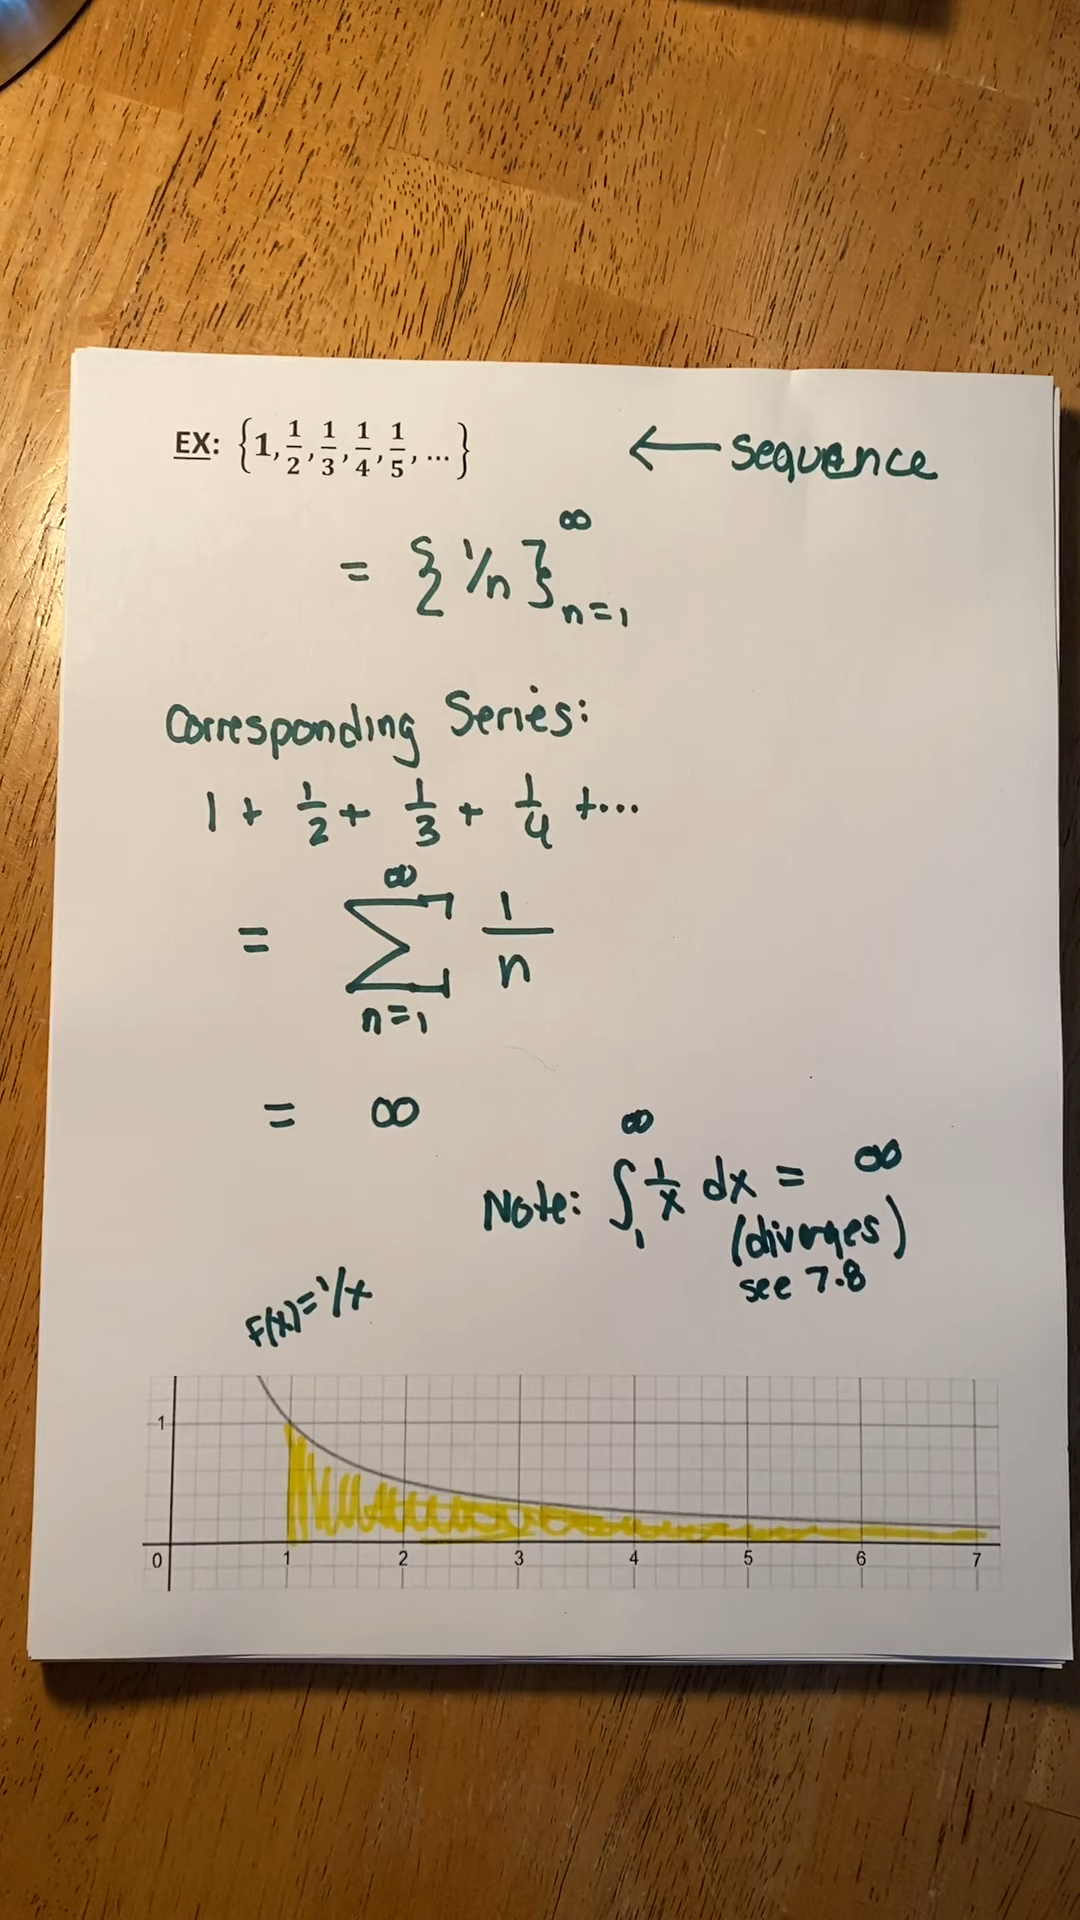 EX: {1, 1/2, 1/3, 1/4, 1/5, ...} ← sequence
= {1/n}_{n=1}^∞
Corresponding Series:
1 + 1/2 + 1/3 + 1/4 + ...
= ∑_{n=1}^∞ 1/n
= ∞
Note: ∫_1^∞ 1/x dx = ∞
(diverges)
see 7.8
F(x) = 1/x
1
0 1 2 3 4 5 6 7